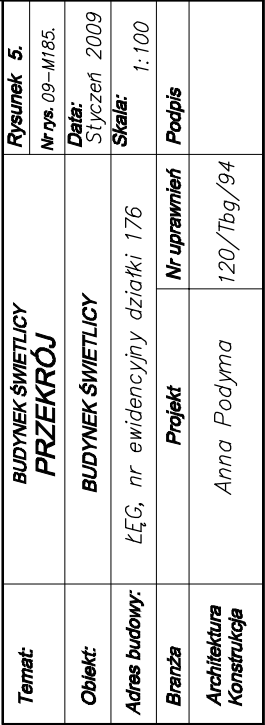 Temat: BUDYNEK ŚWIETLICY Rysunek 5.
PRZEKRÓJ Nr rys. 09-M185.
Obiekt: BUDYNEK ŚWIETLICY Data: Styczeń 2009
Adres budowy: ŁĘG, nr ewidencyjny działki 176 Skala: 1:100
Branża Projekt Nr uprawnień Podpis
Architektura Konstrukcja Anna Podyma 120/Tbg/94